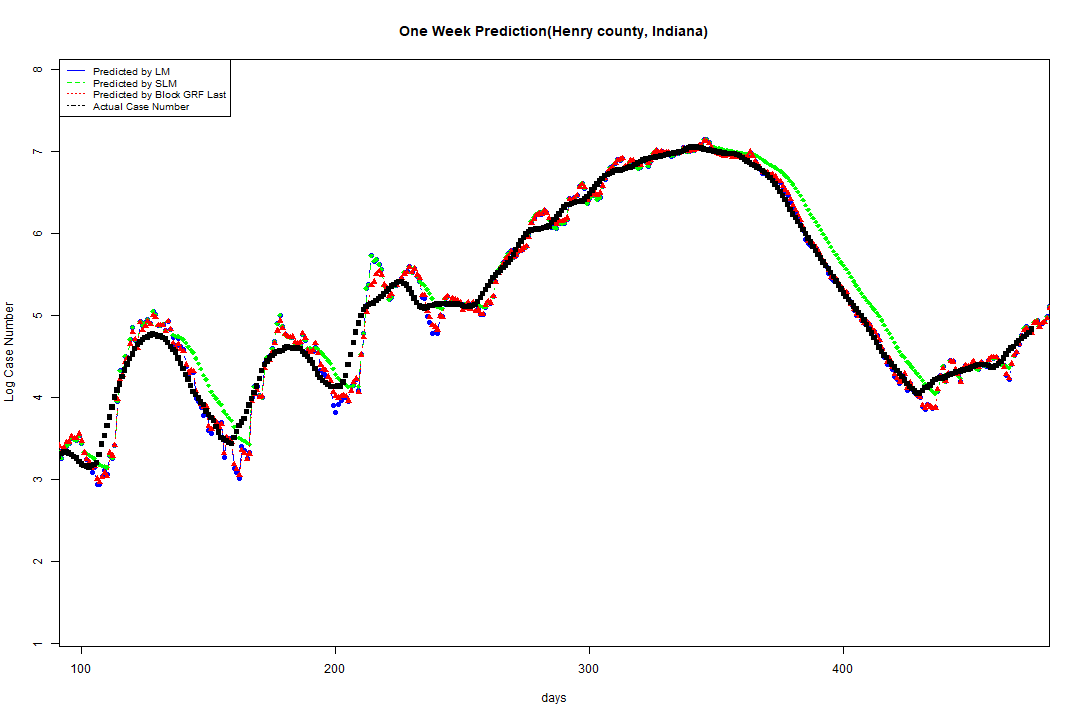 One Week Prediction(Henry county, Indiana)
Predicted by LM
Predicted by SLM
Predicted by Block GRF Last
Actual Case Number
8
7
6
5
4
3
2
1
Log Case Number
100 200 300 400
days